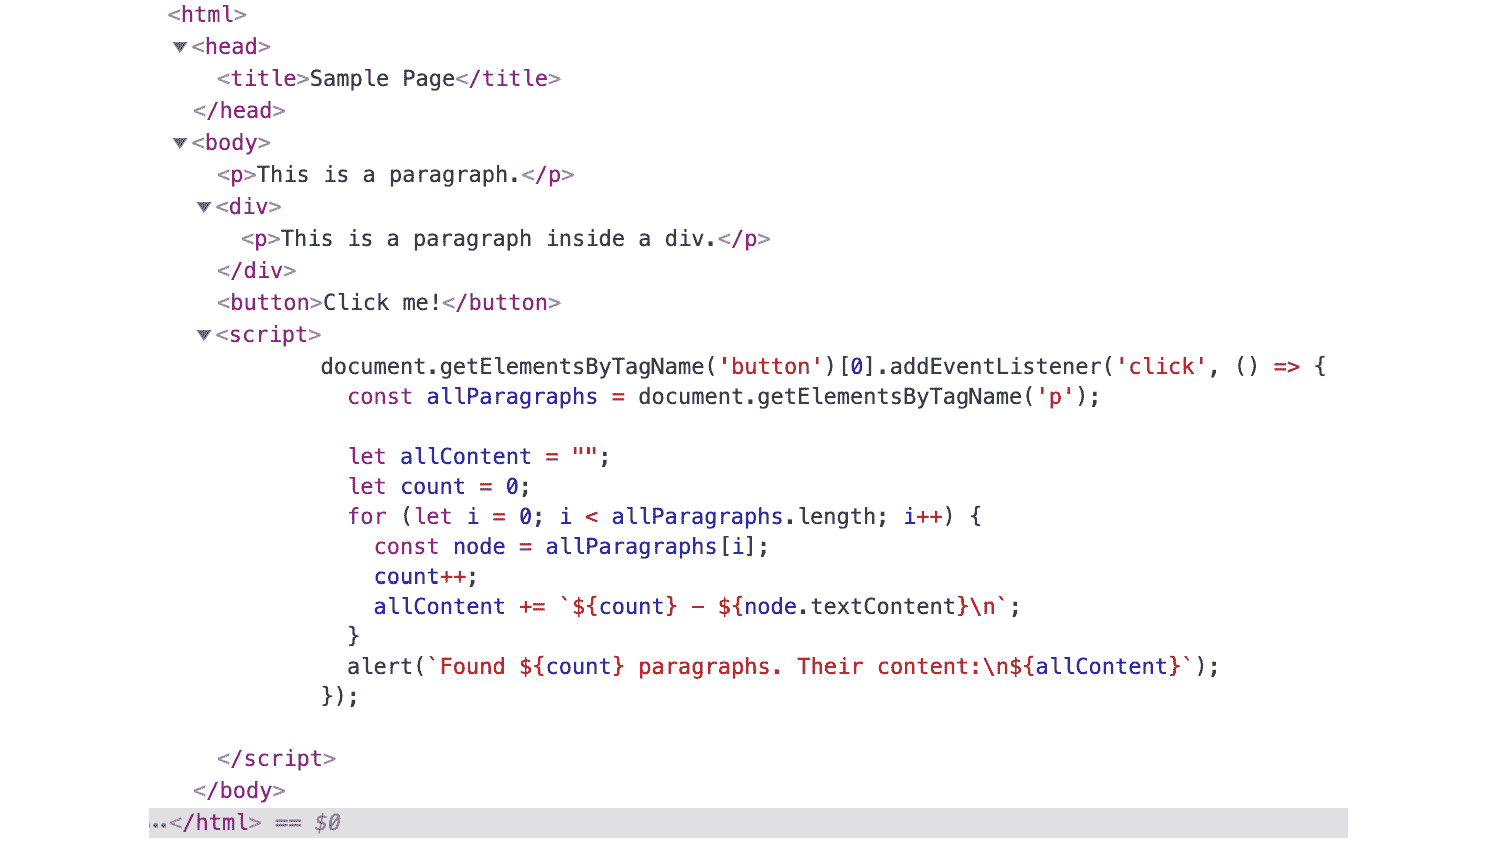 <html>
▼<head>
<title>Sample Page</title>
</head>
▼<body>
<p>This is a paragraph.</p>
▼<div>
<p>This is a paragraph inside a div.</p>
</div>
<button>Click me!</button>
▼<script>
document.getElementsByTagName('button')[0].addEventListener('click', () => {
const allParagraphs = document.getElementsByTagName('p');
let allContent = "";
let count = 0;
for (let i = 0; i < allParagraphs.length; i++) {
const node = allParagraphs[i];
count++;
allContent += `${count} – ${node.textContent}\n`;
}
alert(`Found ${count} paragraphs. Their content:\n${allContent}`);
});
</script>
</body>
…</html> == $0